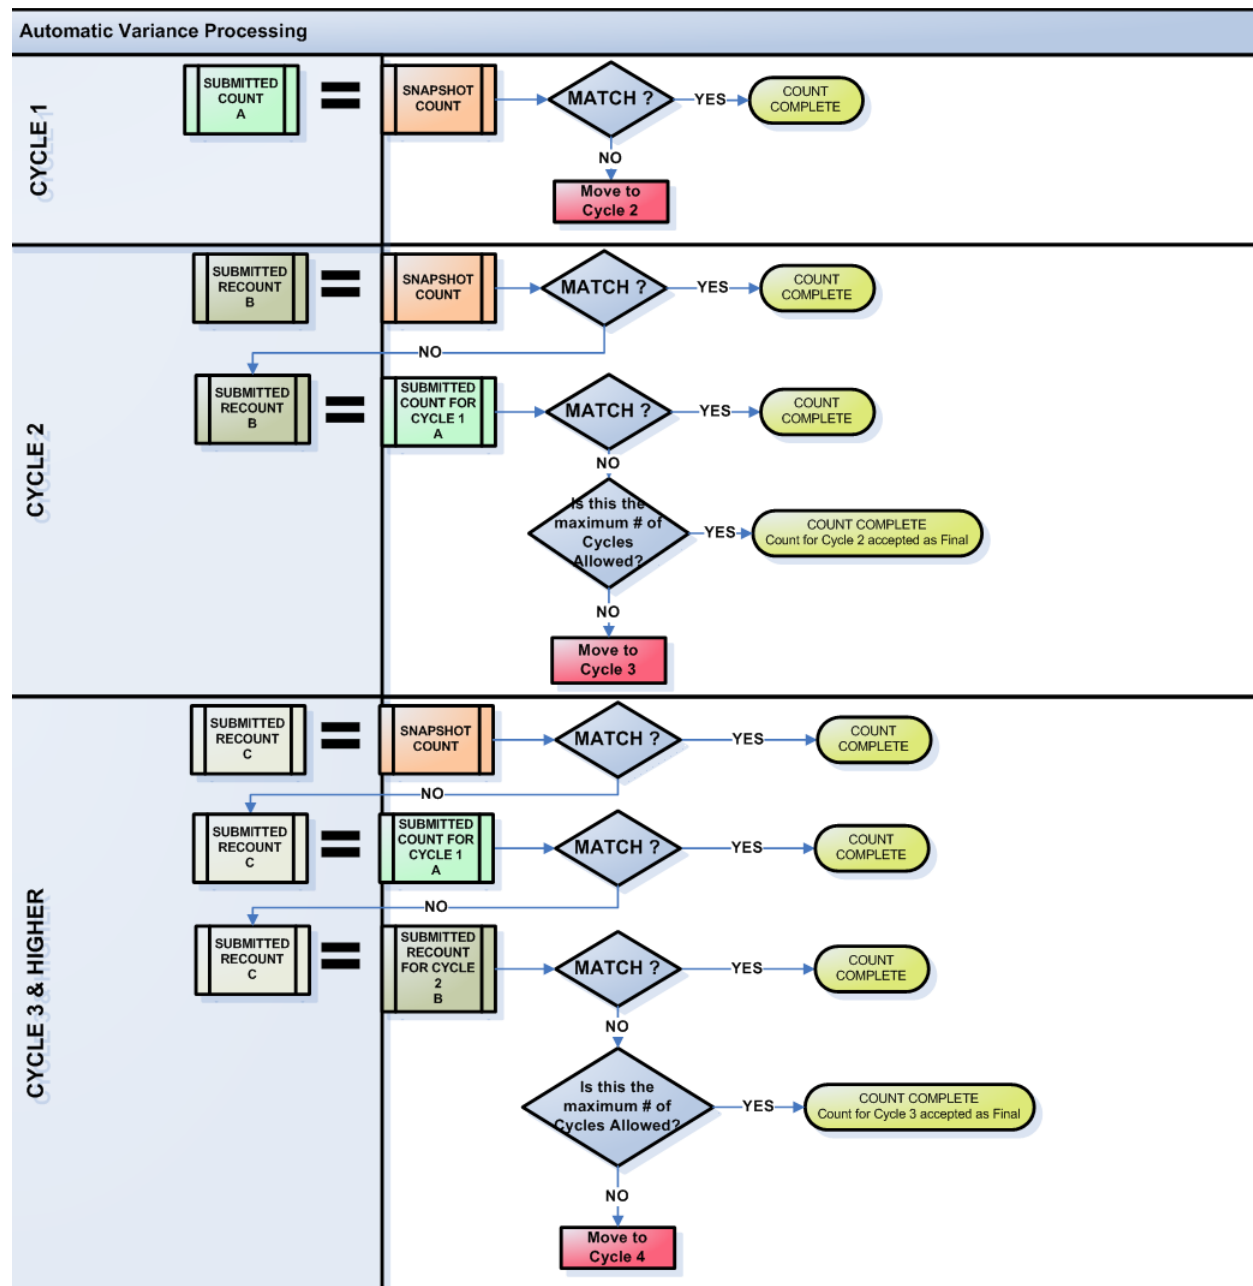 Automatic Variance Processing
CYCLE 1
SUBMITTED
COUNT
A
=
SNAPSHOT
COUNT
MATCH ?
YES
COUNT
COMPLETE
NO
Move to
Cycle 2
CYCLE 2
SUBMITTED
RECOUNT
B
=
SNAPSHOT
COUNT
MATCH ?
YES
COUNT
COMPLETE
NO
SUBMITTED
RECOUNT
B
=
SUBMITTED
COUNT FOR
CYCLE 1
A
MATCH ?
YES
COUNT
COMPLETE
NO
Is this the
maximum # of
Cycles
Allowed?
YES
COUNT COMPLETE
Count for Cycle 2 accepted as Final
NO
Move to
Cycle 3
CYCLE 3 & HIGHER
SUBMITTED
RECOUNT
C
=
SNAPSHOT
COUNT
MATCH ?
YES
COUNT
COMPLETE
NO
SUBMITTED
RECOUNT
C
=
SUBMITTED
COUNT FOR
CYCLE 1
A
MATCH ?
YES
COUNT
COMPLETE
NO
SUBMITTED
RECOUNT
C
=
SUBMITTED
RECOUNT
FOR CYCLE
2
B
MATCH ?
YES
COUNT
COMPLETE
NO
Is this the
maximum # of
Cycles Allowed?
YES
COUNT COMPLETE
Count for Cycle 3 accepted as Final
NO
Move to
Cycle 4